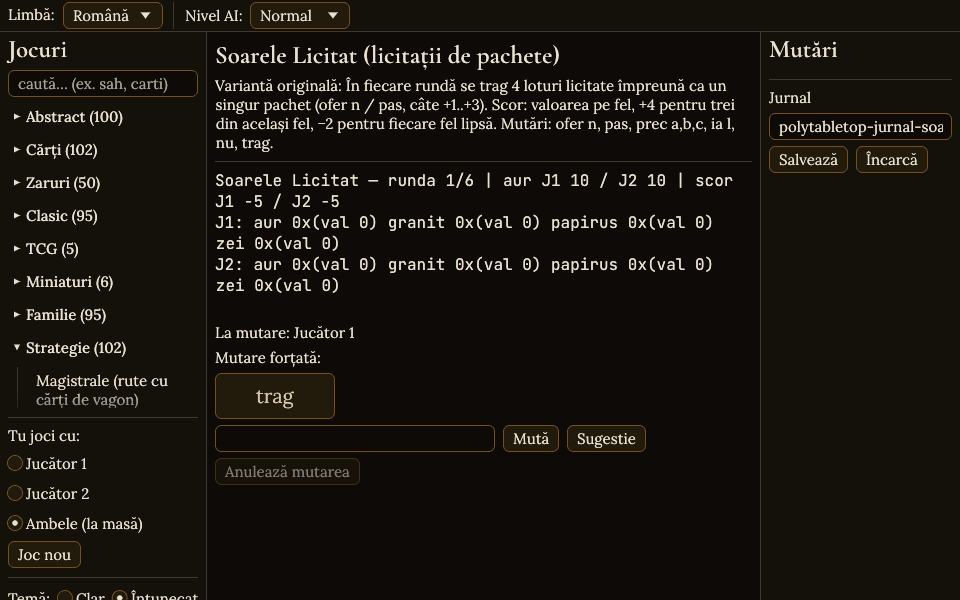 Limbă: Română ▼ Nivel AI: Normal ▼
Jocuri
caută... (ex. sah, carti)
▸ Abstract (100)
▸ Cărți (102)
▸ Zaruri (50)
▸ Clasic (95)
▸ TCG (5)
▸ Miniaturi (6)
▸ Familie (95)
▾ Strategie (102)
Magistrale (rute cu
cărți de vagon)
Tu joci cu:
Jucător 1
Jucător 2
Ambele (la masă)
Joc nou
Temă: Clar Întunecat
Soarele Licitat (licitații de pachete)
Variantă originală: În fiecare rundă se trag 4 loturi licitate împreună ca un
singur pachet (ofer n / pas, câte +1..+3). Scor: valoarea pe fel, +4 pentru trei
din același fel, −2 pentru fiecare fel lipsă. Mutări: ofer n, pas, prec a,b,c, ia l,
nu, trag.
Soarele Licitat — runda 1/6 | aur J1 10 / J2 10 | scor
J1 -5 / J2 -5
J1: aur 0x(val 0) granit 0x(val 0) papirus 0x(val 0)
zei 0x(val 0)
J2: aur 0x(val 0) granit 0x(val 0) papirus 0x(val 0)
zei 0x(val 0)
La mutare: Jucător 1
Mutare forțată:
trag
Mută Sugestie
Anulează mutarea
Mutări
Jurnal
polytabletop-jurnal-soa
Salvează Încarcă